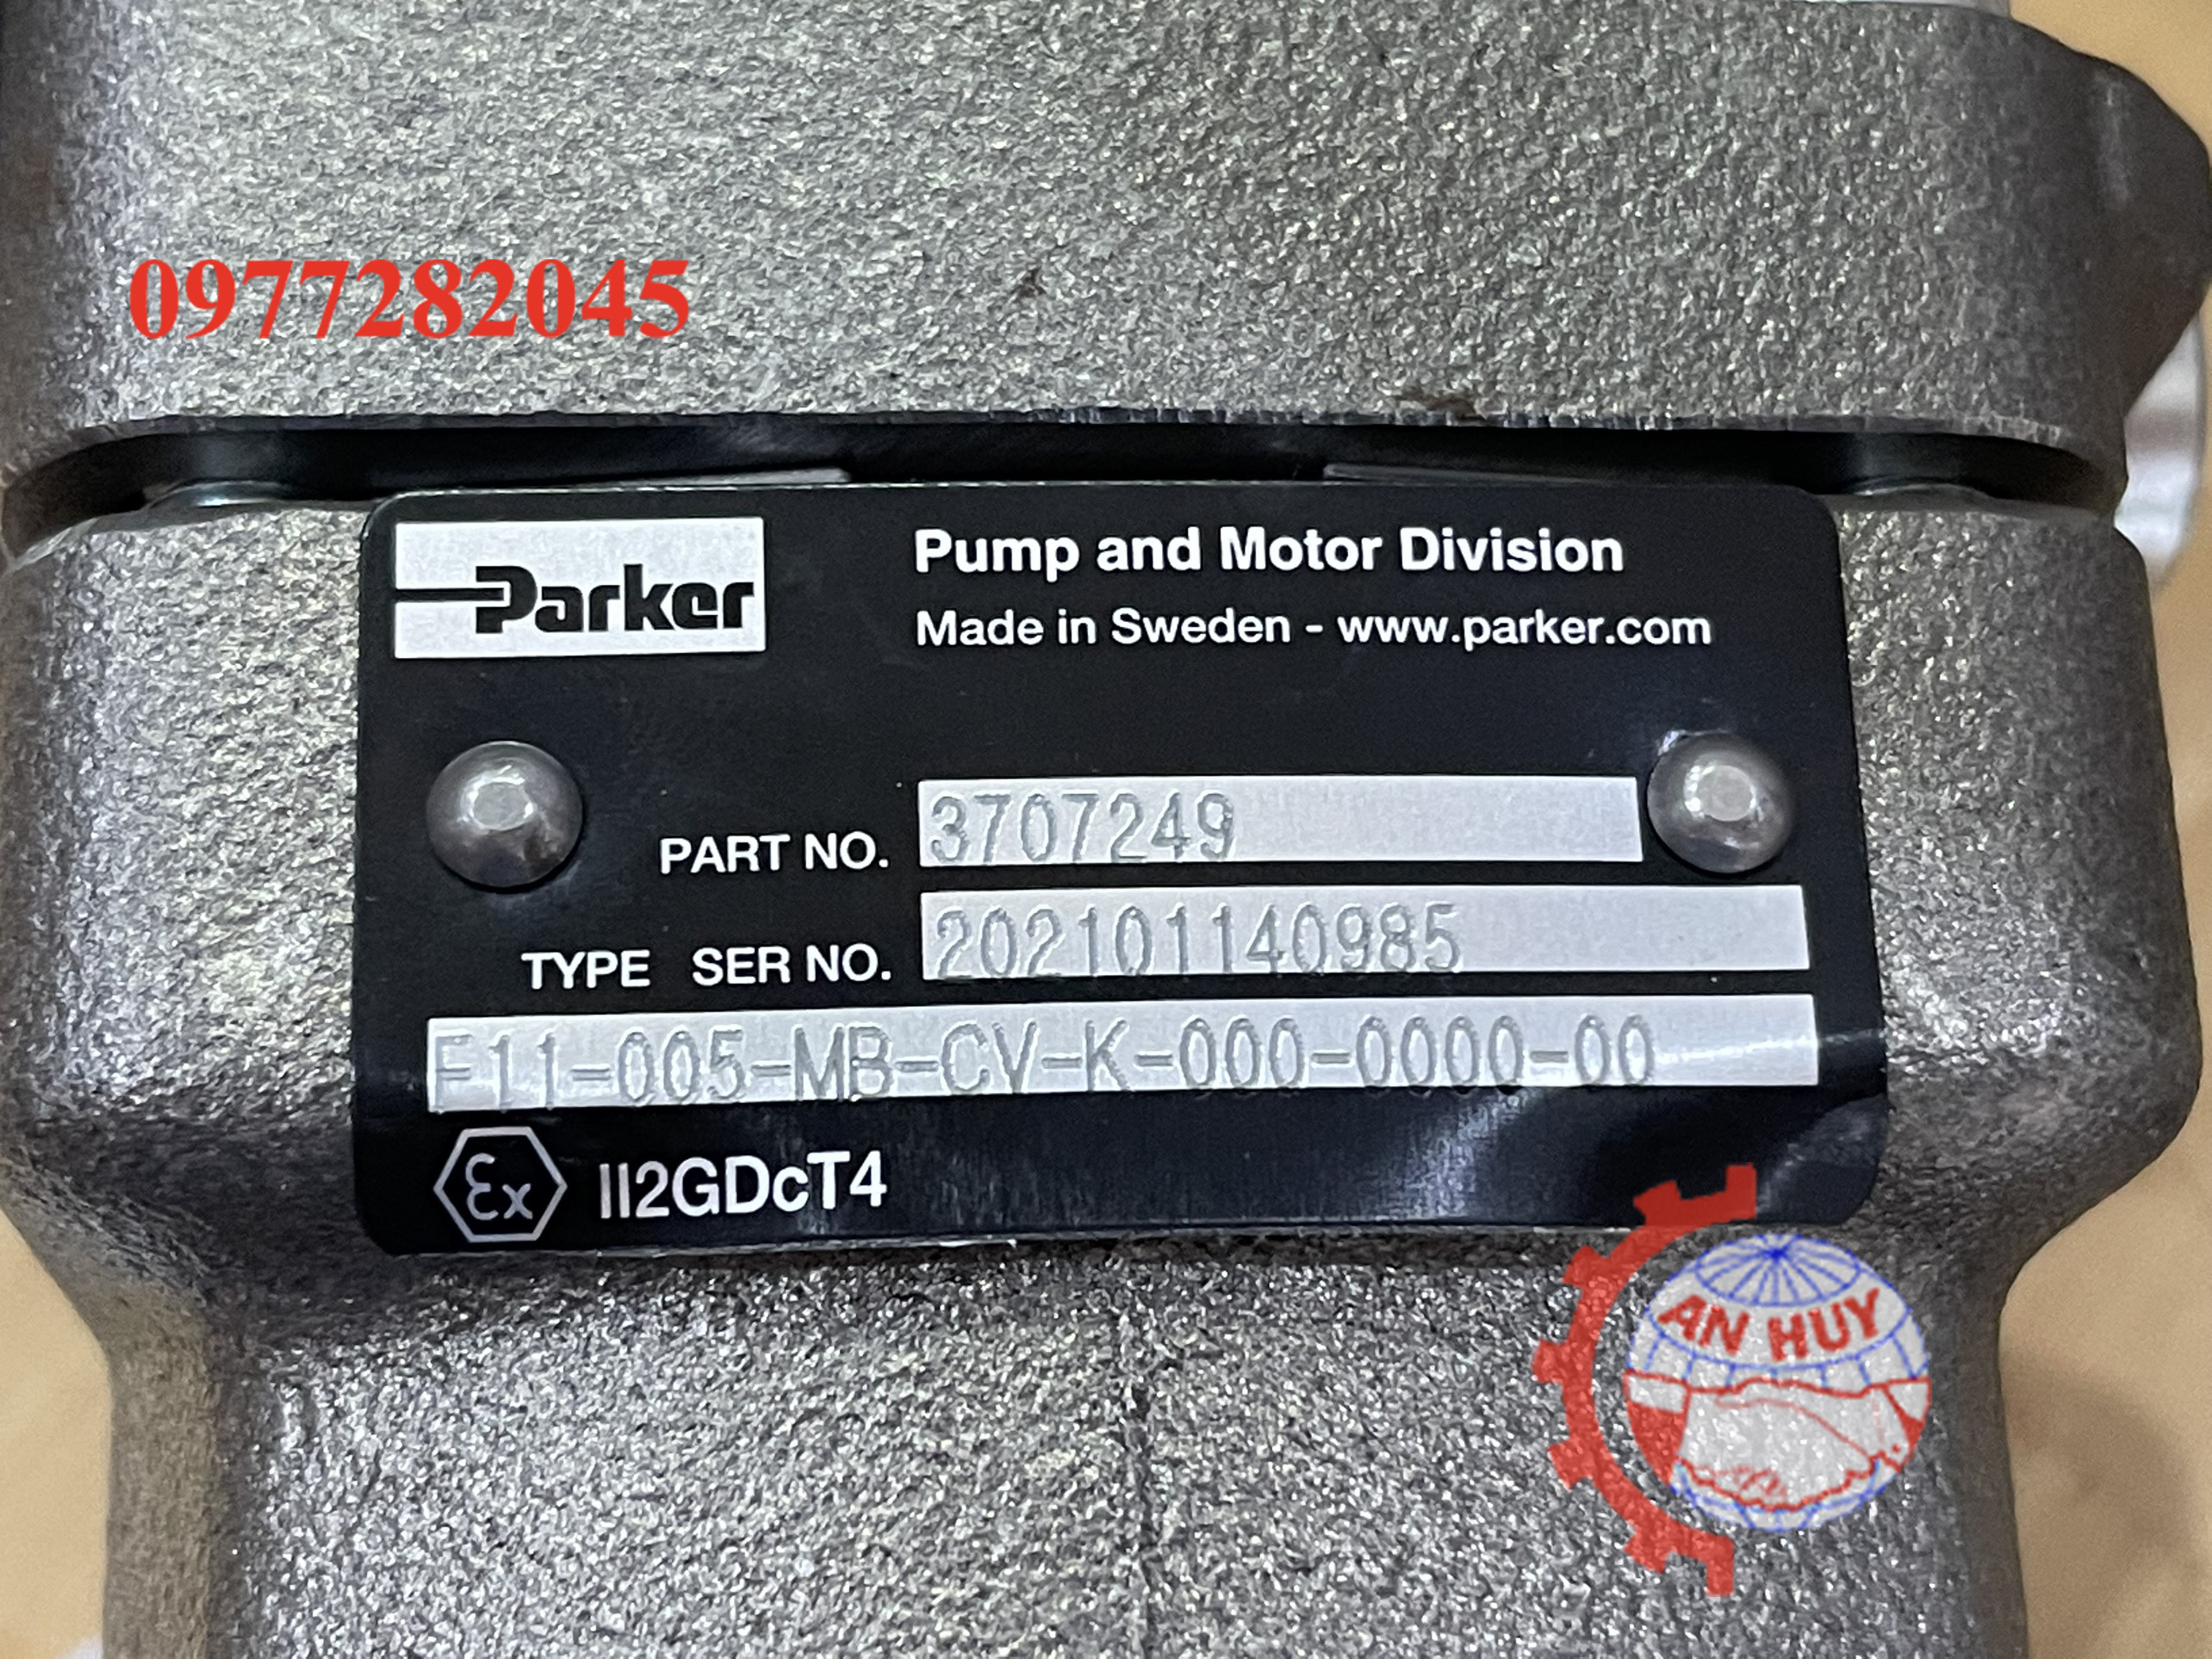 0977282045
Parker
Pump and Motor Division
Made in Sweden - www.parker.com
PART NO. 3707249
TYPE SER NO. 202101140985
F11-005-MB-CV-K-000-0000-00
Ex II2GDcT4
AN HUY